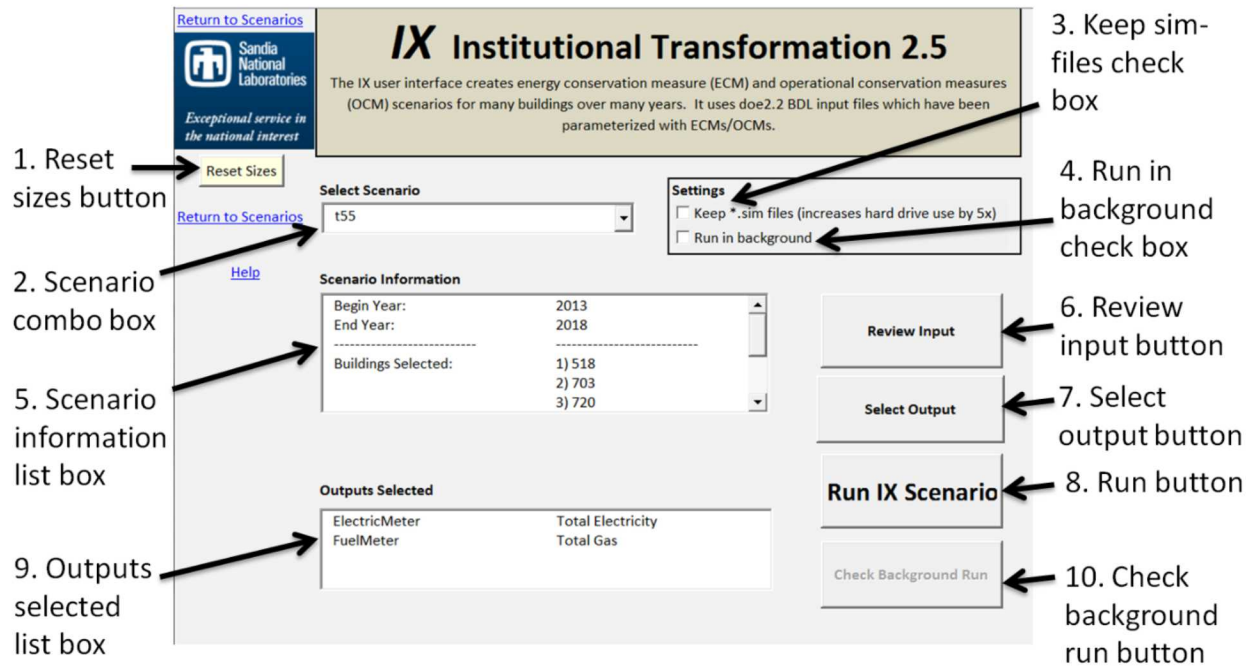 Return to Scenarios
Sandia
National
Laboratories
Exceptional service in
the national interest
IX Institutional Transformation 2.5
The IX user interface creates energy conservation measure (ECM) and operational conservation measures
(OCM) scenarios for many buildings over many years. It uses doe2.2 BDL input files which have been
parameterized with ECMs/OCMs.
3. Keep sim-
files check
box
1. Reset
sizes button
Reset Sizes
Select Scenario
t55
Settings
Keep *.sim files (increases hard drive use by 5x)
Run in background
4. Run in
background
check box
Return to Scenarios
Help
2. Scenario
combo box
Scenario Information
Begin Year: 2013
End Year: 2018
-------------------------- --------------------------
Buildings Selected: 1) 518
2) 703
3) 720
Review Input
6. Review
input button
5. Scenario
information
list box
Select Output
7. Select
output button
Run IX Scenario
8. Run button
Outputs Selected
ElectricMeter Total Electricity
FuelMeter Total Gas
9. Outputs
selected
list box
Check Background Run
10. Check
background
run button